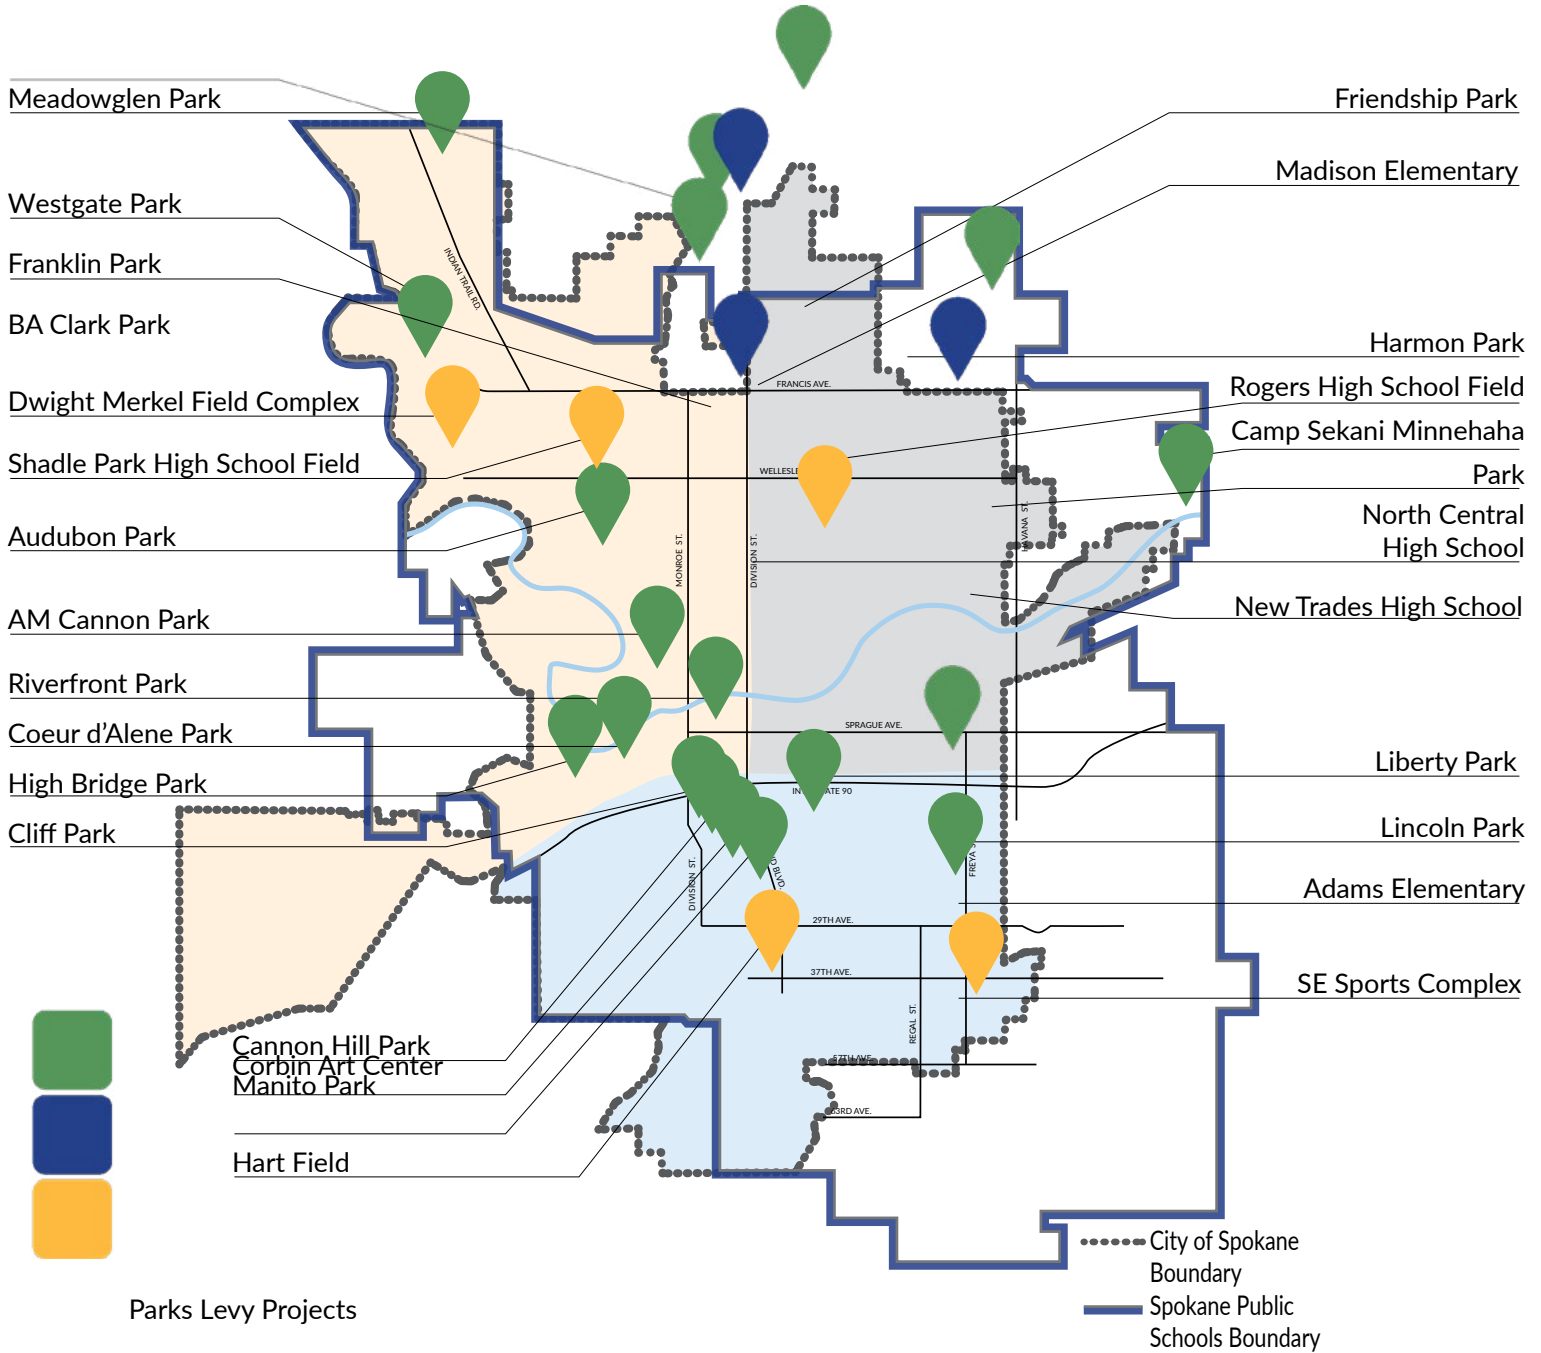 Meadowglen Park
Friendship Park
Madison Elementary
Westgate Park
Franklin Park
INDIAN TRAIL RD.
BA Clark Park
Harmon Park
FRANCIS AVE.
Rogers High School Field
Dwight Merkel Field Complex
Camp Sekani Minnehaha
Shadle Park High School Field
Park
North Central
High School
Audubon Park
MONROE ST.
DIVISION ST.
HAVANA ST.
New Trades High School
AM Cannon Park
Riverfront Park
SPRAGUE AVE.
Coeur d'Alene Park
Liberty Park
High Bridge Park
Lincoln Park
Cliff Park
DIVISION ST.
BLVD.
Adams Elementary
29TH AVE.
37TH AVE.
SE Sports Complex
REGAL ST.
Cannon Hill Park
Corbin Art Center
Manito Park
57TH AVE.
63RD AVE.
Hart Field
City of Spokane
Boundary
Parks Levy Projects
Spokane Public
Schools Boundary